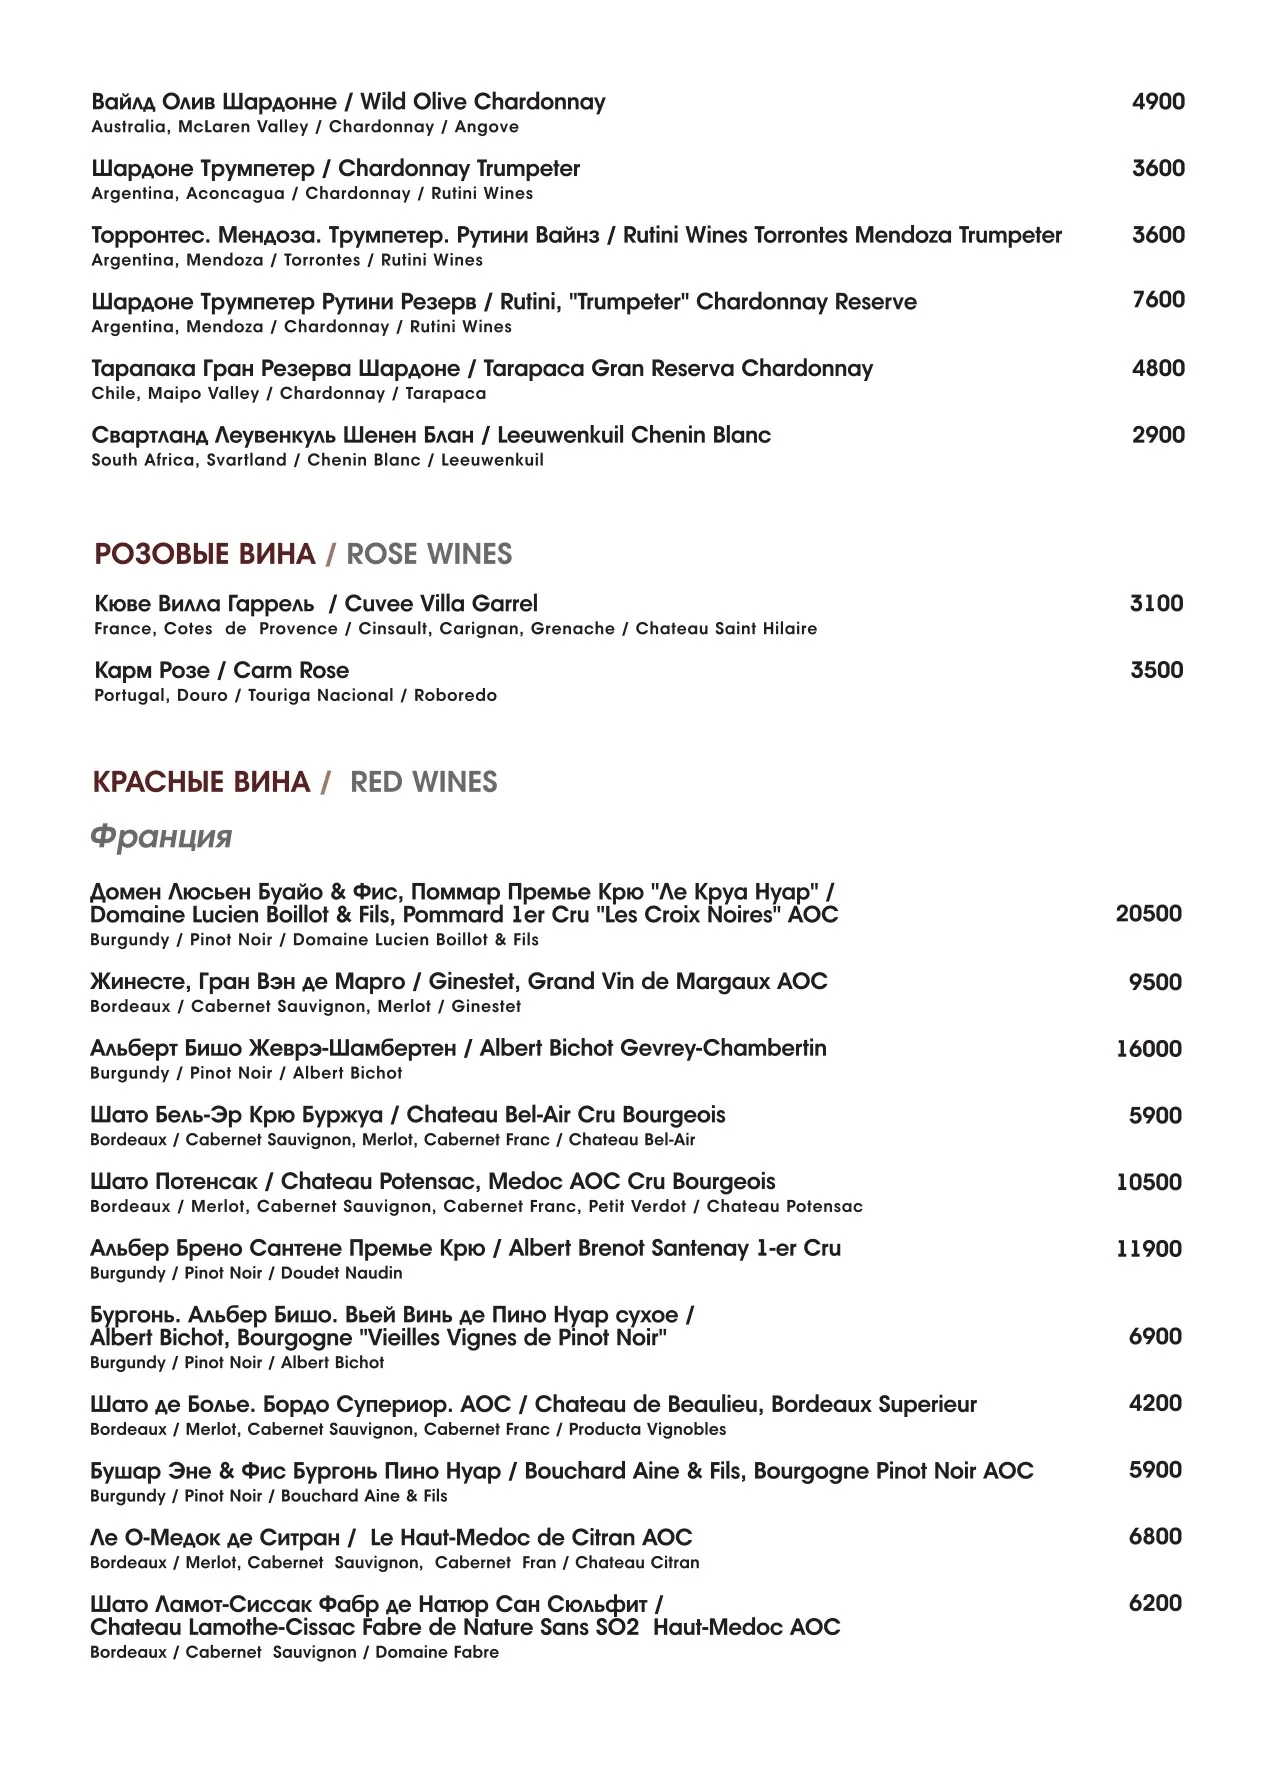 Вайлд Олив Шардонне / Wild Olive Chardonnay 4900
Australia, McLaren Valley / Chardonnay / Angove
Шардоне Трумпетер / Chardonnay Trumpeter 3600
Argentina, Aconcagua / Chardonnay / Rutini Wines
Торронтес. Мендоза. Трумпетер. Рутини Вайнз / Rutini Wines Torrontes Mendoza Trumpeter 3600
Argentina, Mendoza / Torrontes / Rutini Wines
Шардоне Трумпетер Рутини Резерв / Rutini, "Trumpeter" Chardonnay Reserve 7600
Argentina, Mendoza / Chardonnay / Rutini Wines
Тарапака Гран Резерва Шардоне / Tarapaca Gran Reserva Chardonnay 4800
Chile, Maipo Valley / Chardonnay / Tarapaca
Свартланд Леувенкуль Шенен Блан / Leeuwenkuil Chenin Blanc 2900
South Africa, Svartland / Chenin Blanc / Leeuwenkuil
РОЗОВЫЕ ВИНА / ROSE WINES
Кюве Вилла Гаррель / Cuvee Villa Garrel 3100
France, Cotes de Provence / Cinsault, Carignan, Grenache / Chateau Saint Hilaire
Карм Розе / Carm Rose 3500
Portugal, Douro / Touriga Nacional / Roboredo
КРАСНЫЕ ВИНА / RED WINES
Франция
Домен Люсьен Буайо & Фис, Поммар Премье Крю "Ле Круа Нуар" /
Domaine Lucien Boillot & Fils, Pommard 1er Cru "Les Croix Noires" AOC 20500
Burgundy / Pinot Noir / Domaine Lucien Boillot & Fils
Жинесте, Гран Вэн де Марго / Ginestet, Grand Vin de Margaux AOC 9500
Bordeaux / Cabernet Sauvignon, Merlot / Ginestet
Альберт Бишо Жеврэ-Шамбертен / Albert Bichot Gevrey-Chambertin 16000
Burgundy / Pinot Noir / Albert Bichot
Шато Бель-Эр Крю Буржуа / Chateau Bel-Air Cru Bourgeois 5900
Bordeaux / Cabernet Sauvignon, Merlot, Cabernet Franc / Chateau Bel-Air
Шато Потенсак / Chateau Potensac, Medoc AOC Cru Bourgeois 10500
Bordeaux / Merlot, Cabernet Sauvignon, Cabernet Franc, Petit Verdot / Chateau Potensac
Альбер Брено Сантене Премье Крю / Albert Brenot Santenay 1-er Cru 11900
Burgundy / Pinot Noir / Doudet Naudin
Бургонь. Альбер Бишо. Вьей Винь де Пино Нуар сухое /
Albert Bichot, Bourgogne "Vieilles Vignes de Pinot Noir" 6900
Burgundy / Pinot Noir / Albert Bichot
Шато де Болье. Бордо Супериор. АОС / Chateau de Beaulieu, Bordeaux Superieur 4200
Bordeaux / Merlot, Cabernet Sauvignon, Cabernet Franc / Producta Vignobles
Бушар Эне & Фис Бургонь Пино Нуар / Bouchard Aine & Fils, Bourgogne Pinot Noir AOC 5900
Burgundy / Pinot Noir / Bouchard Aine & Fils
Ле О-Медок де Ситран / Le Haut-Medoc de Citran AOC 6800
Bordeaux / Merlot, Cabernet Sauvignon, Cabernet Fran / Chateau Citran
Шато Ламот-Сиссак Фабр де Натюр Сан Сюльфит / 6200
Chateau Lamothe-Cissac Fabre de Nature Sans SO2 Haut-Medoc AOC
Bordeaux / Cabernet Sauvignon / Domaine Fabre